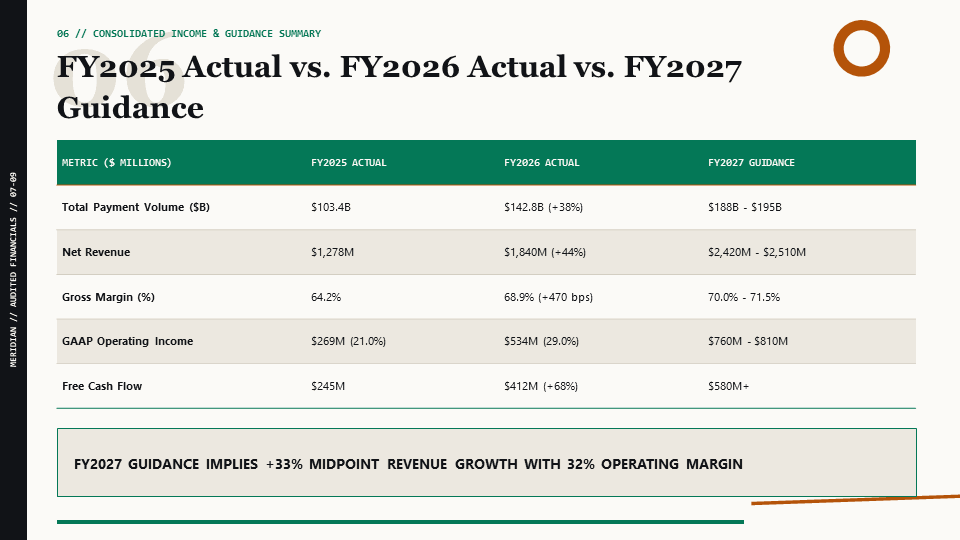 06 // CONSOLIDATED INCOME & GUIDANCE SUMMARY
06
FY2025 Actual vs. FY2026 Actual vs. FY2027
Guidance
METRIC ($ MILLIONS) FY2025 ACTUAL FY2026 ACTUAL FY2027 GUIDANCE
Total Payment Volume ($B) $103.4B $142.8B (+38%) $188B - $195B
Net Revenue $1,278M $1,840M (+44%) $2,420M - $2,510M
Gross Margin (%) 64.2% 68.9% (+470 bps) 70.0% - 71.5%
GAAP Operating Income $269M (21.0%) $534M (29.0%) $760M - $810M
Free Cash Flow $245M $412M (+68%) $580M+
FY2027 GUIDANCE IMPLIES +33% MIDPOINT REVENUE GROWTH WITH 32% OPERATING MARGIN
MERIDIAN // AUDITED FINANCIALS // 07-09